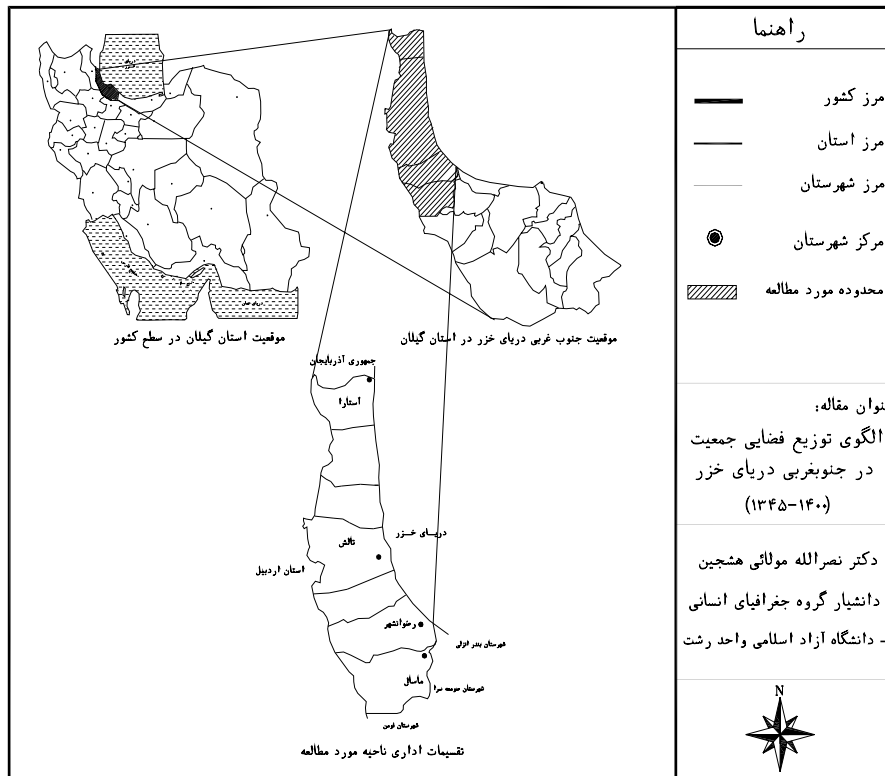 راهنما
مرز کشور
مرز استان
مرز شهرستان
مرکز شهرستان
محدوده مورد مطالعه
نوان مقاله:
الگوی توزیع فضایی جمعیت
در جنوبغربی دریای خزر
(۱۳۴۵-۱۴۰۰)
دکتر نصرالله مولائی هشجین
دانشیار گروه جغرافیای انسانی
- دانشگاه آزاد اسلامی واحد رشت
N
دریای
موقعیت استان گیلان در سطح کشور
موقعیت جنوب غربی دریای خزر در استان گیلان
جمهوری آذربایجان
آستارا
دریـای خـزر
تالش
استان اردبیل
رضوانشهر
شهرستان بندر انزلی
ماسال
شهرستان صومعه سرا
شهرستان فومن
تقسیمات اداری ناحیه مورد مطالعه